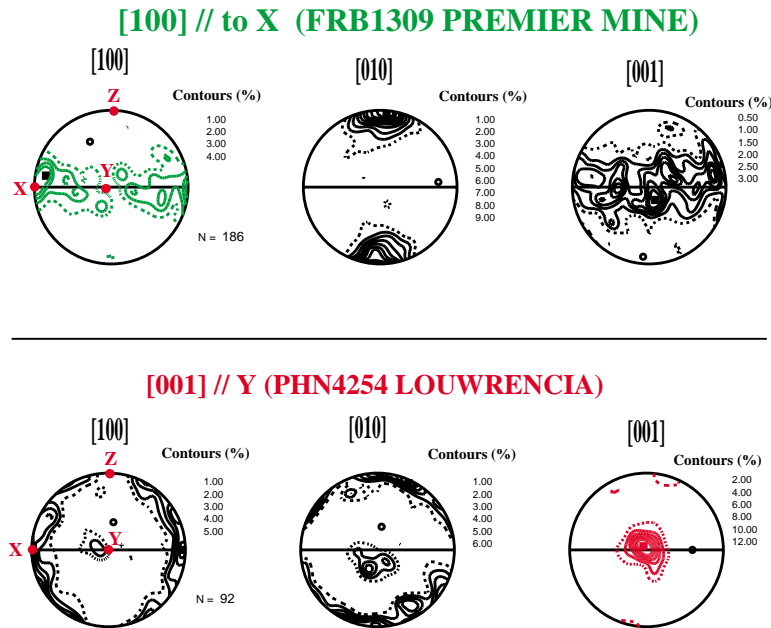 [100] // to X (FRB1309 PREMIER MINE)
[100]
Z
X
Y
Contours (%)
1.00
2.00
3.00
4.00
N = 186
[010]
Contours (%)
1.00
2.00
3.00
4.00
5.00
6.00
7.00
8.00
9.00
[001]
Contours (%)
0.50
1.00
1.50
2.00
2.50
3.00
[001] // Y (PHN4254 LOUWRENCIA)
[100]
Z
X
Y
Contours (%)
1.00
2.00
3.00
4.00
5.00
N = 92
[010]
Contours (%)
1.00
2.00
3.00
4.00
5.00
6.00
[001]
Contours (%)
2.00
4.00
6.00
8.00
10.00
12.00